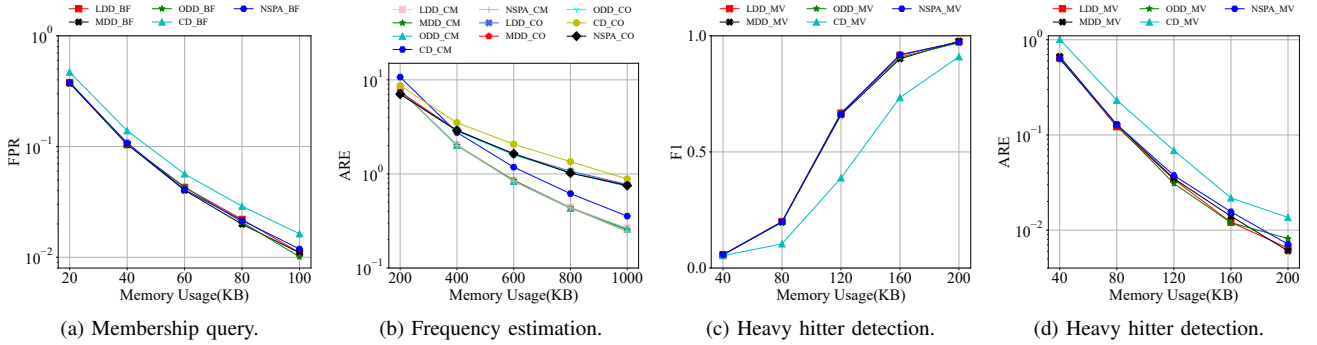 LDD_BF ODD_BF NSPA_BF
MDD_BF CD_BF
10^0
10^{-1}
10^{-2}
FPR
20 40 60 80 100
Memory Usage(KB)
(a) Membership query.
LDD_CM NSPA_CM ODD_CO
MDD_CM LDD_CO CD_CO
ODD_CM MDD_CO NSPA_CO
CD_CM
10^1
10^0
10^{-1}
ARE
200 400 600 800 1000
Memory Usage(KB)
(b) Frequency estimation.
LDD_MV ODD_MV NSPA_MV
MDD_MV CD_MV
1.0
0.5
0.0
F1
40 80 120 160 200
Memory Usage(KB)
(c) Heavy hitter detection.
LDD_MV ODD_MV NSPA_MV
MDD_MV CD_MV
10^0
10^{-1}
10^{-2}
ARE
40 80 120 160 200
Memory Usage(KB)
(d) Heavy hitter detection.